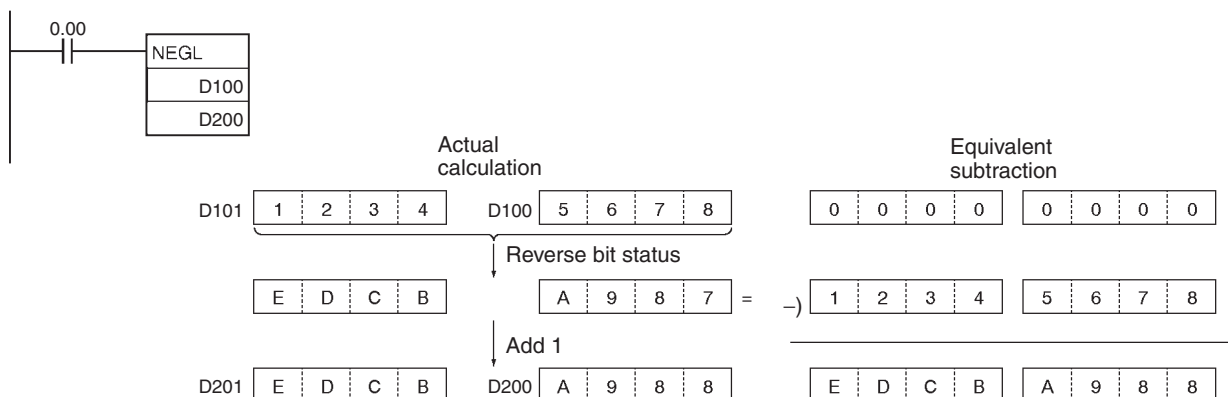 0.00
NEGL
D100
D200
Actual calculation
Equivalent subtraction
D101 1 2 3 4 D100 5 6 7 8 0 0 0 0 0 0 0 0
Reverse bit status
E D C B A 9 8 7 = –) 1 2 3 4 5 6 7 8
Add 1
D201 E D C B D200 A 9 8 8 E D C B A 9 8 8